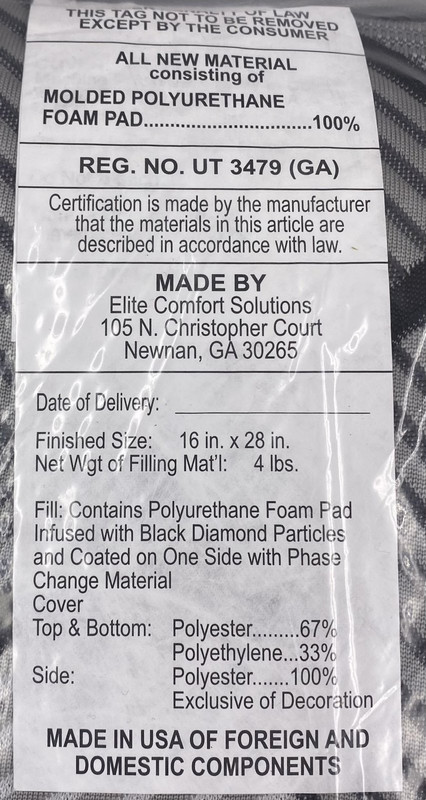 OF LAW
THIS TAG NOT TO BE REMOVED
EXCEPT BY THE CONSUMER
ALL NEW MATERIAL
consisting of
MOLDED POLYURETHANE
FOAM PAD................................100%
REG. NO. UT 3479 (GA)
Certification is made by the manufacturer
that the materials in this article are
described in accordance with law.
MADE BY
Elite Comfort Solutions
105 N. Christopher Court
Newnan, GA 30265
Date of Delivery:
Finished Size: 16 in. x 28 in.
Net Wgt of Filling Mat'l: 4 lbs.
Fill: Contains Polyurethane Foam Pad
Infused with Black Diamond Particles
and Coated on One Side with Phase
Change Material
Cover
Top & Bottom: Polyester.........67%
Polyethylene...33%
Side: Polyester.......100%
Exclusive of Decoration
MADE IN USA OF FOREIGN AND
DOMESTIC COMPONENTS